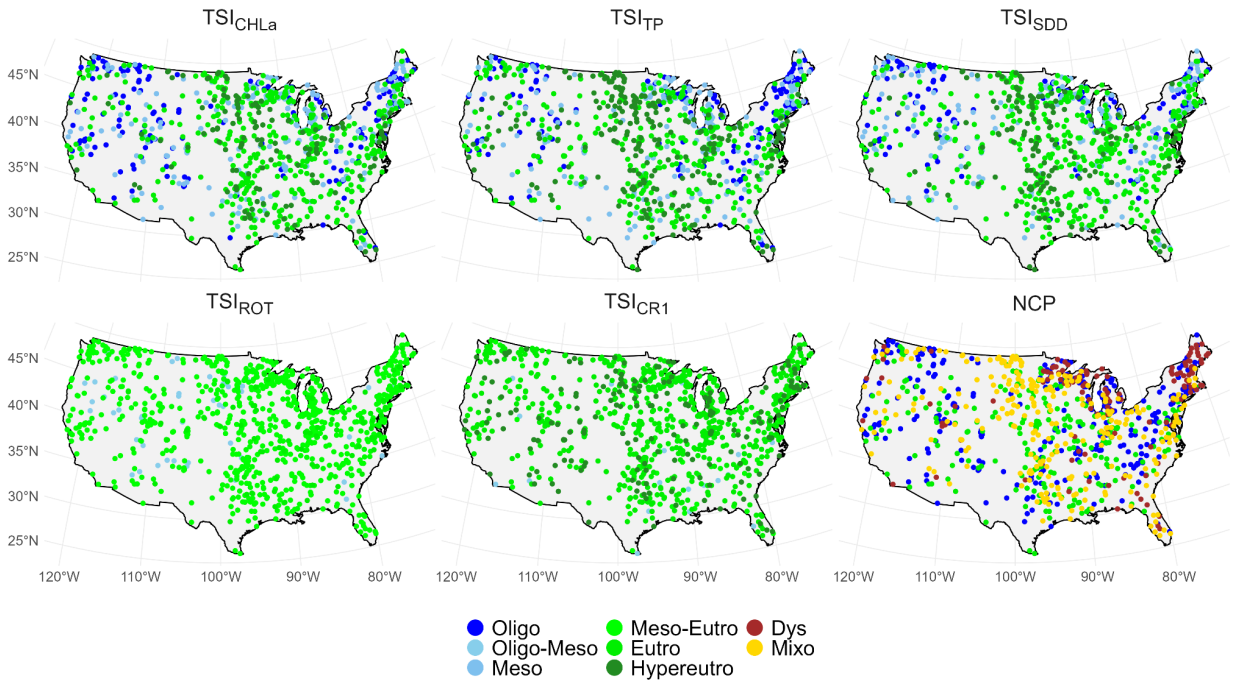 TSICHLa TSITP TSISDD
45°N
40°N
35°N
30°N
25°N
TSIROT TSICR1 NCP
45°N
40°N
35°N
30°N
25°N
120°W 110°W 100°W 90°W 80°W 120°W 110°W 100°W 90°W 80°W 120°W 110°W 100°W 90°W 80°W
Oligo Meso-Eutro Dys
Oligo-Meso Eutro Mixo
Meso Hypereutro